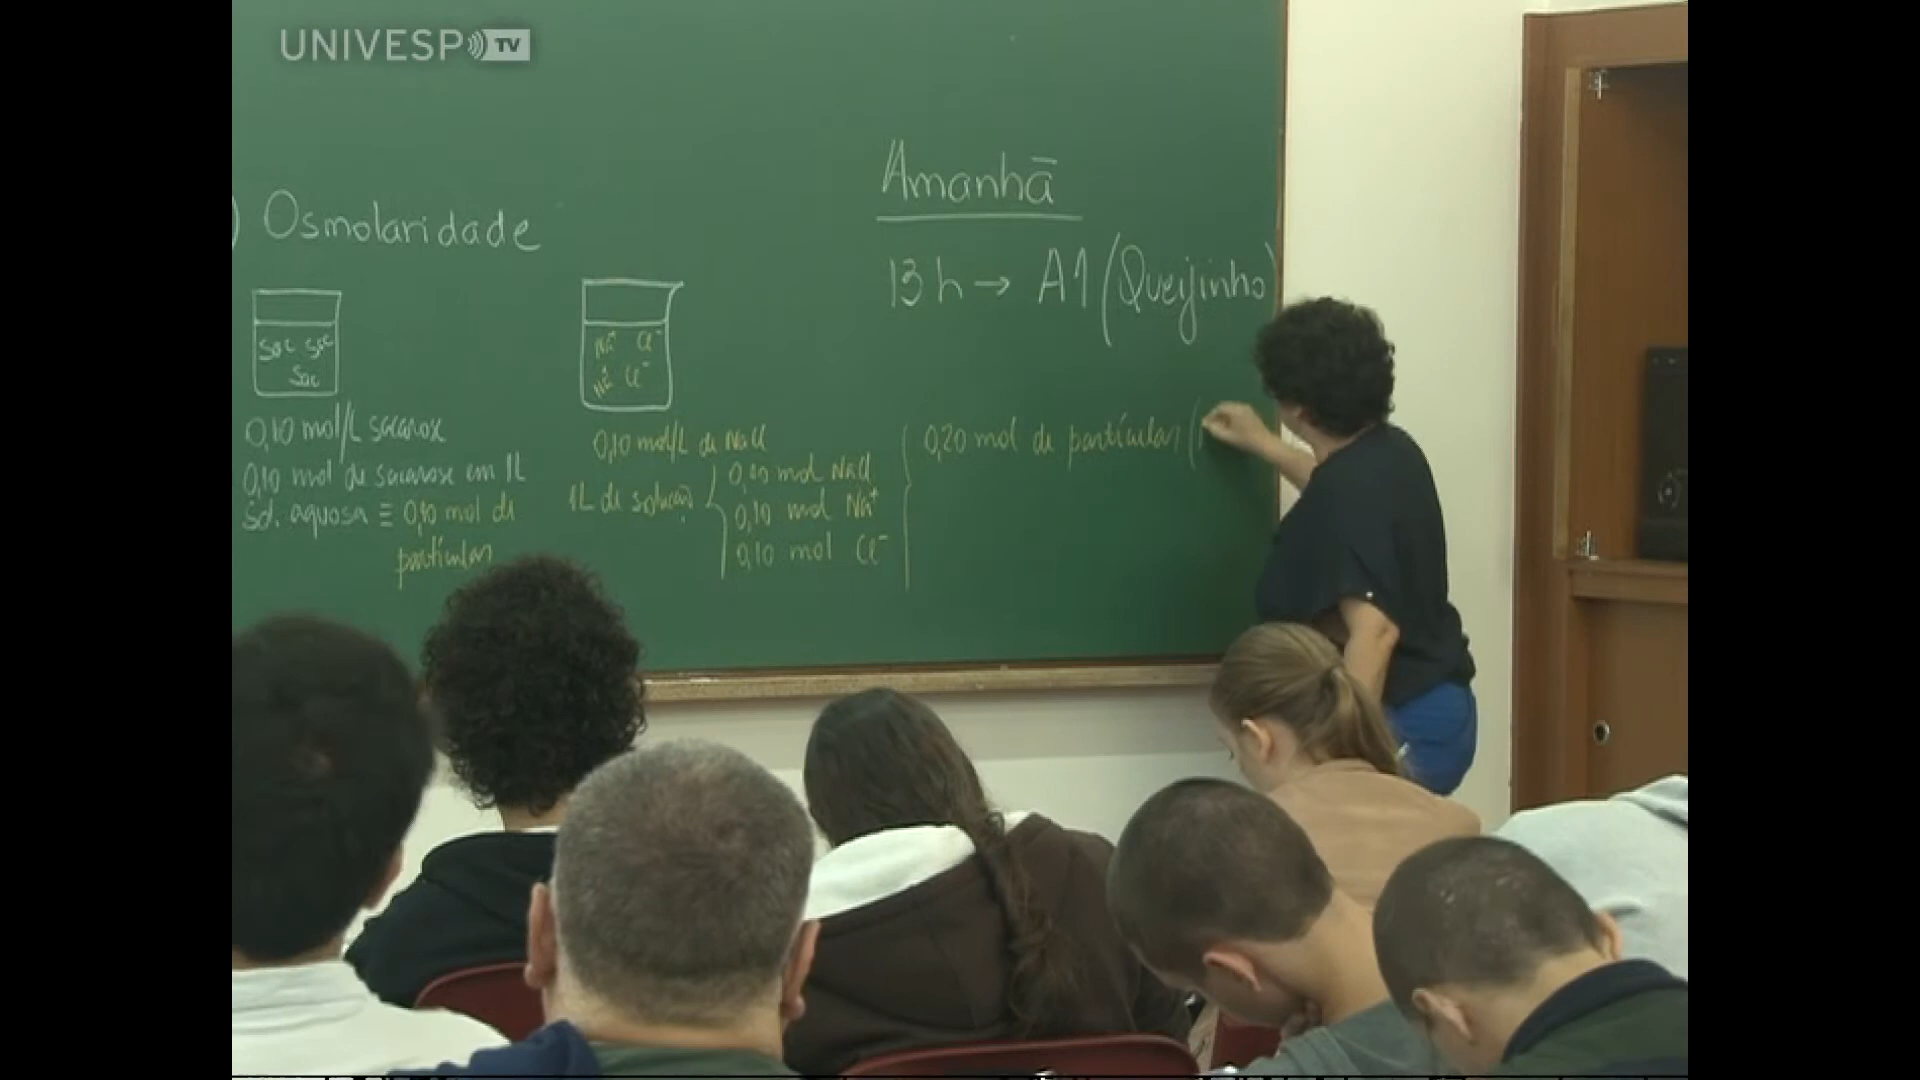 UNIVESP TV
) Osmolaridade
Sac Sac
Sac
0,10 mol/L sacarose
0,10 mol de sacarose em 1L
sol. aquosa ≡ 0,10 mol de
partículas
Na⁺ Cl⁻
Na⁺ Cl⁻
0,10 mol/L de NaCl
1L de solução
0,10 mol NaCl
0,10 mol Na⁺
0,10 mol Cl⁻
0,20 mol de partículas (
Amanhã
13 h → A1 (Queijinho)